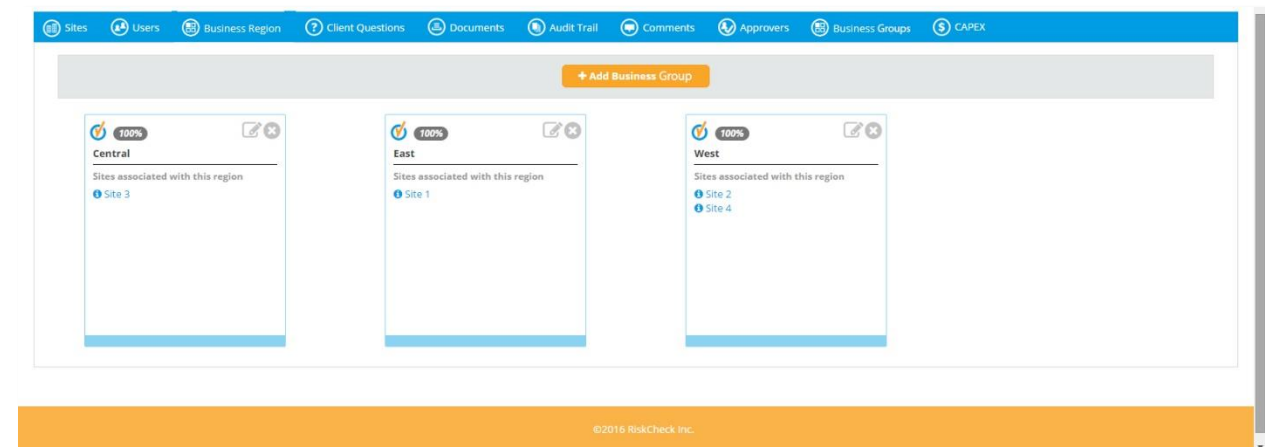 Sites Users Business Region Client Questions Documents Audit Trail Comments Approvers Business Groups CAPEX
+ Add Business Group
100% 100% 100%
Central East West
Sites associated with this region Sites associated with this region Sites associated with this region
Site 3 Site 1 Site 2
Site 4
©2016 RiskCheck Inc.